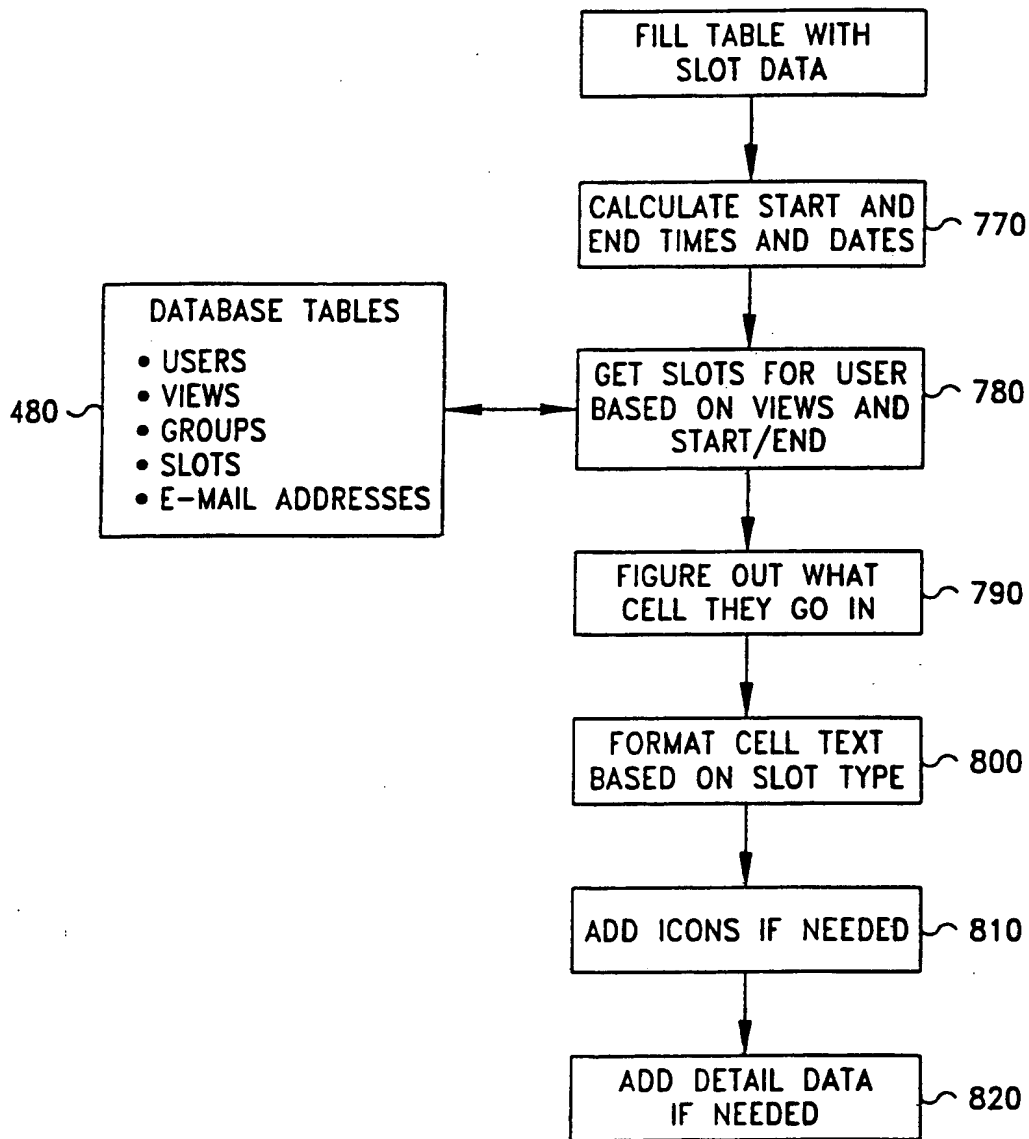 FILL TABLE WITH
SLOT DATA
CALCULATE START AND
END TIMES AND DATES
770
DATABASE TABLES
• USERS
• VIEWS
• GROUPS
• SLOTS
• E-MAIL ADDRESSES
480
GET SLOTS FOR USER
BASED ON VIEWS AND
START/END
780
FIGURE OUT WHAT
CELL THEY GO IN
790
FORMAT CELL TEXT
BASED ON SLOT TYPE
800
ADD ICONS IF NEEDED
810
ADD DETAIL DATA
IF NEEDED
820